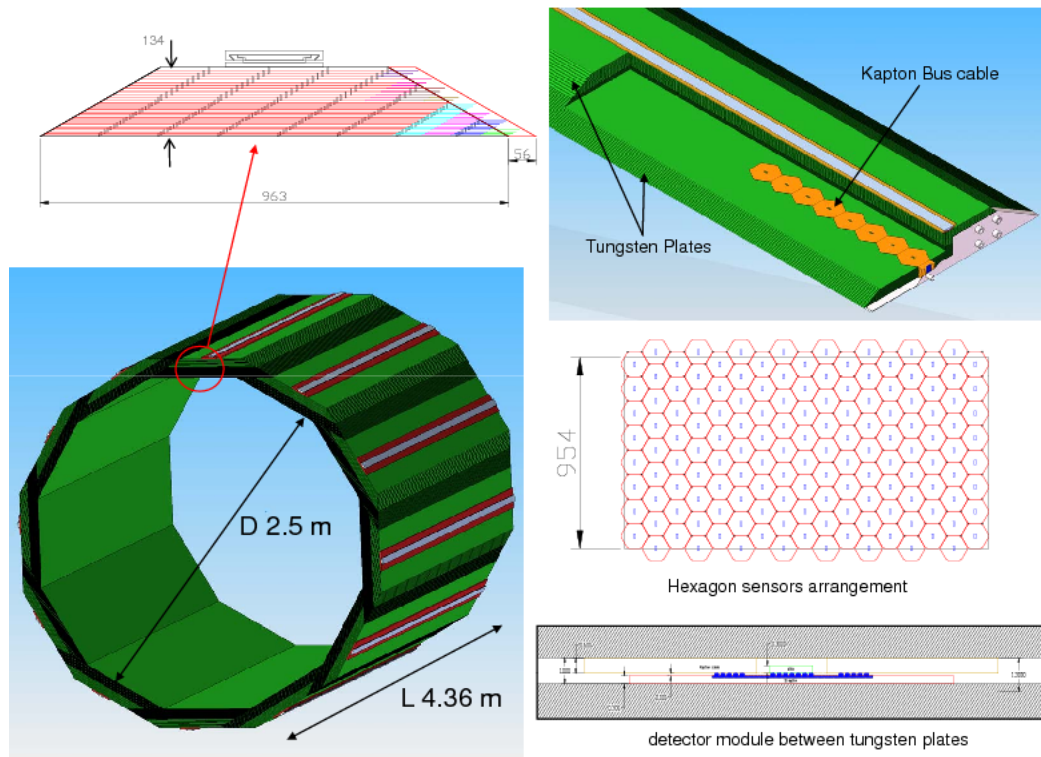 134
56
963
Kapton Bus cable
Tungsten Plates
D 2.5 m
L 4.36 m
954
Hexagon sensors arrangement
detector module between tungsten plates